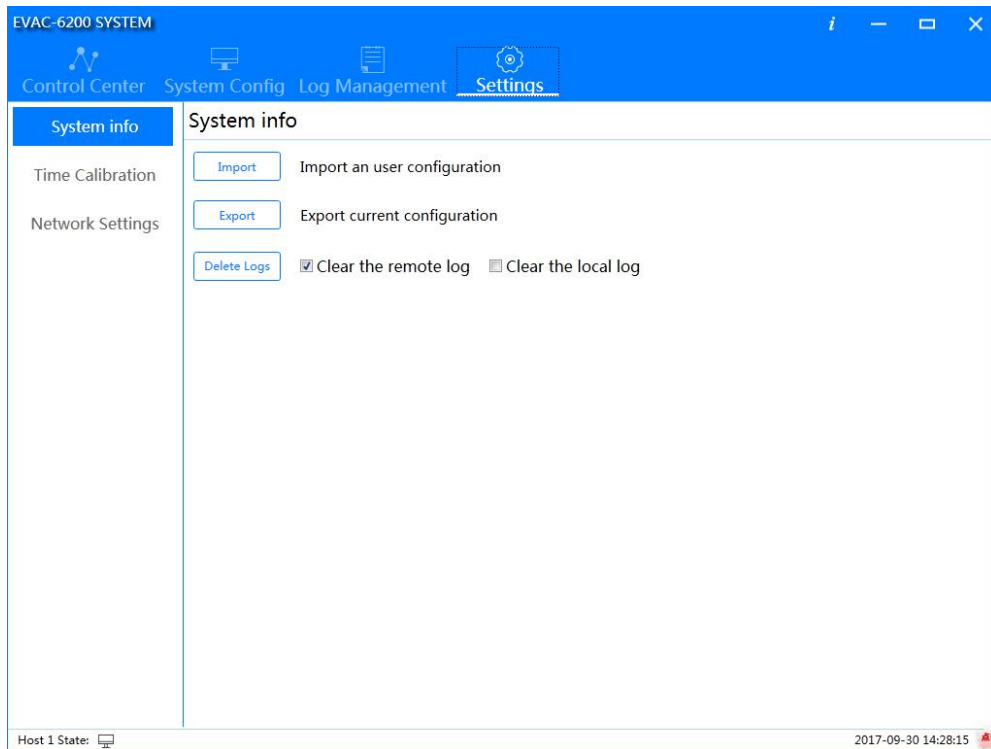 EVAC-6200 SYSTEM
i
Control Center System Config Log Management Settings
System info
Time Calibration
Network Settings
System info
Import Import an user configuration
Export Export current configuration
Delete Logs Clear the remote log Clear the local log
Host 1 State: 2017-09-30 14:28:15